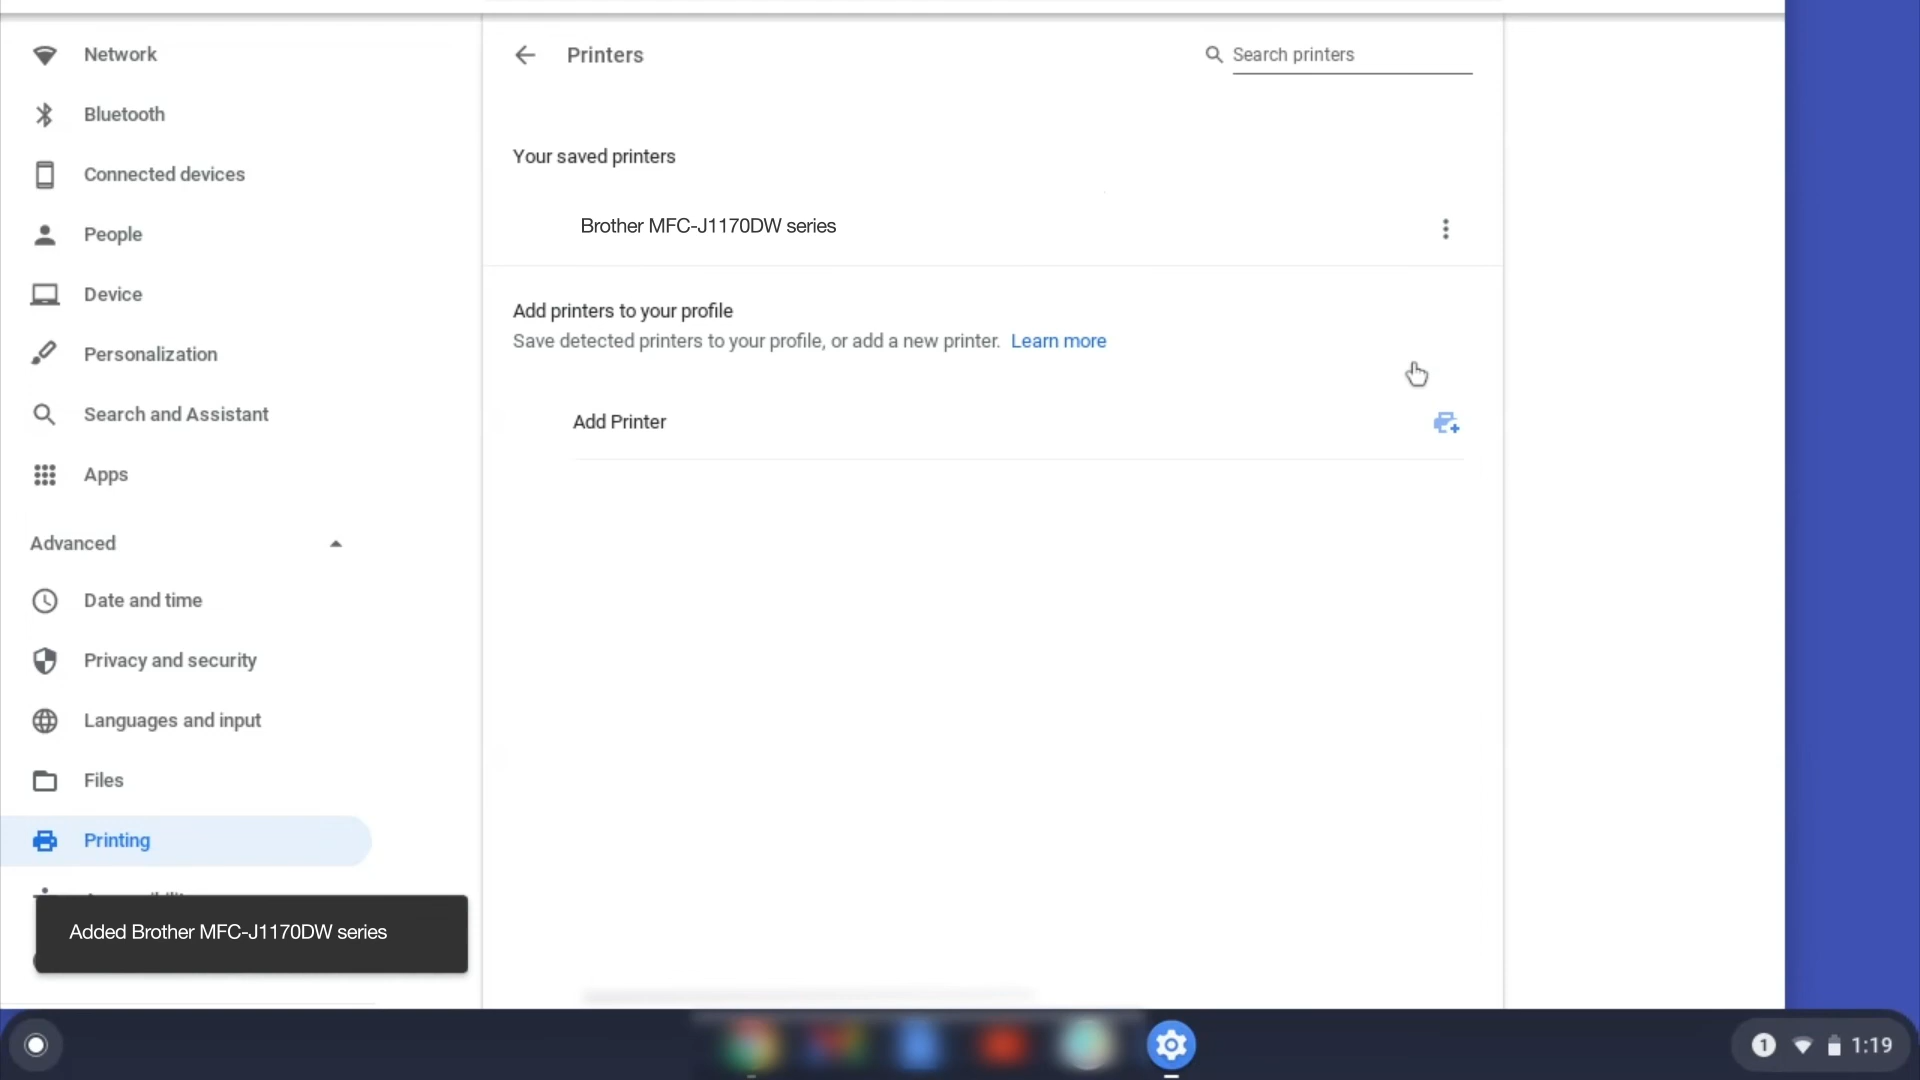 Network
Bluetooth
Connected devices
People
Device
Personalization
Search and Assistant
Apps
Advanced
Date and time
Privacy and security
Languages and input
Files
Printing
Added Brother MFC-J1170DW series
Printers
Search printers
Your saved printers
Brother MFC-J1170DW series
Add printers to your profile
Save detected printers to your profile, or add a new printer. Learn more
Add Printer
1
1:19